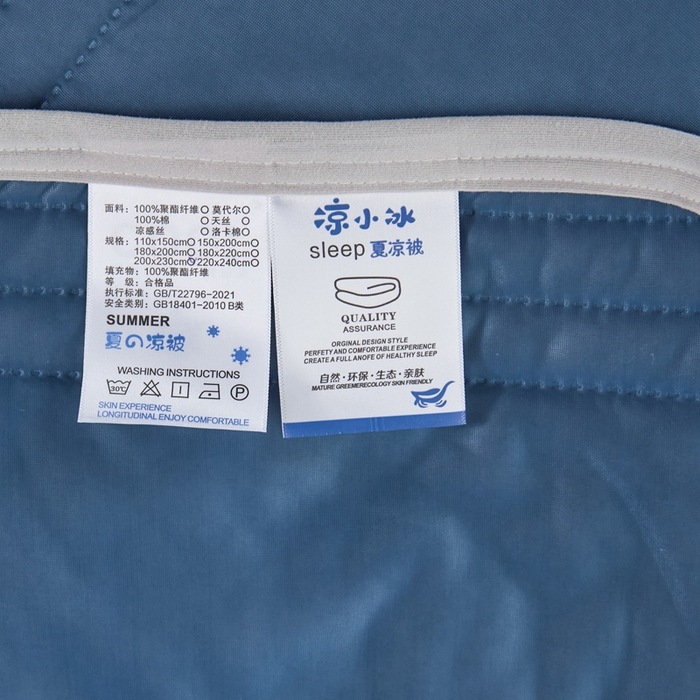 面料: 100%聚酯纤维○ 莫代尔○
100%棉 ○ 天丝 ○
凉感丝 ○ 洛卡棉○
规格: 110x150cm○ 150x200cm○
180x200cm○ 180x220cm○
200x230cm○ 220x240cm○
填充物: 100%聚酯纤维
等 级: 合格品
执行标准: GB/T22796-2021
安全类别: GB18401-2010 B类
SUMMER
夏の凉被
WASHING INSTRUCTIONS
30℃ P
SKIN EXPERIENCE
LONGITUDINAL ENJOY COMFORTABLE
凉小冰
sleep 夏凉被
QUALITY
ASSURANCE
ORGINAL DESIGN STYLE
PERFETY AND COMFORTABLE EXPERIENCE
CREATE A FULL ANOFE OF HEALTHY SLEEP
自然·环保·生态·亲肤
MATURE GREEMERECOLOGY SKIN FRIENDLY